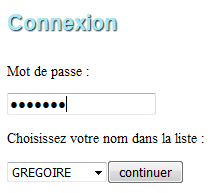 Connexion
Mot de passe :
●●●●●●●
Choisissez votre nom dans la liste :
GREGOIRE continuer